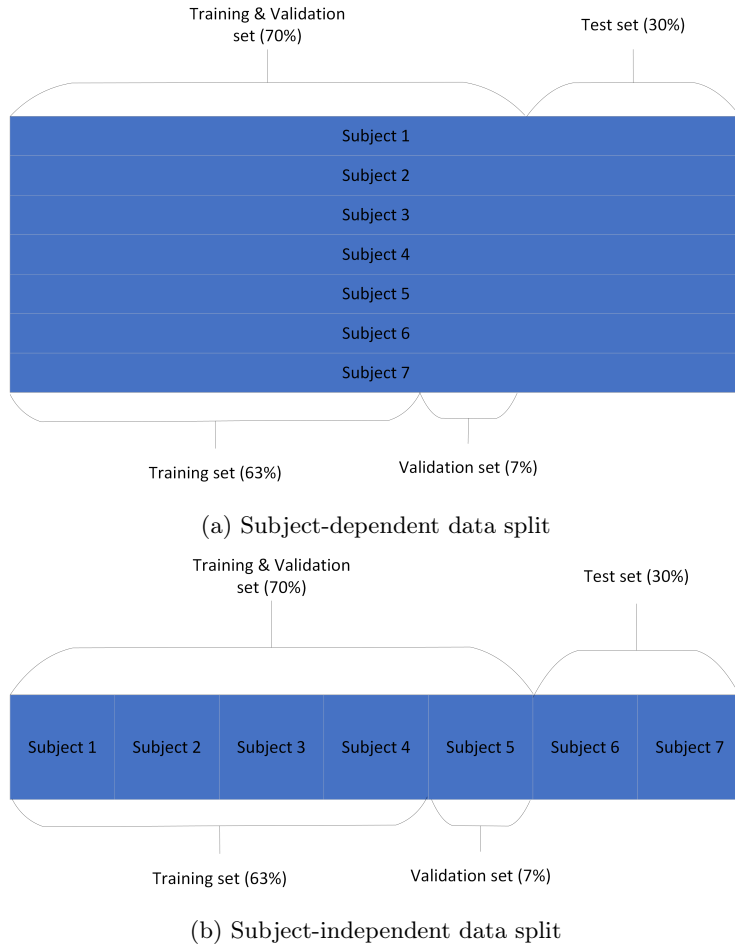 Training & Validation
set (70%)
Test set (30%)
Subject 1
Subject 2
Subject 3
Subject 4
Subject 5
Subject 6
Subject 7
Training set (63%)
Validation set (7%)
(a) Subject-dependent data split
Training & Validation
set (70%)
Test set (30%)
Subject 1
Subject 2
Subject 3
Subject 4
Subject 5
Subject 6
Subject 7
Training set (63%)
Validation set (7%)
(b) Subject-independent data split